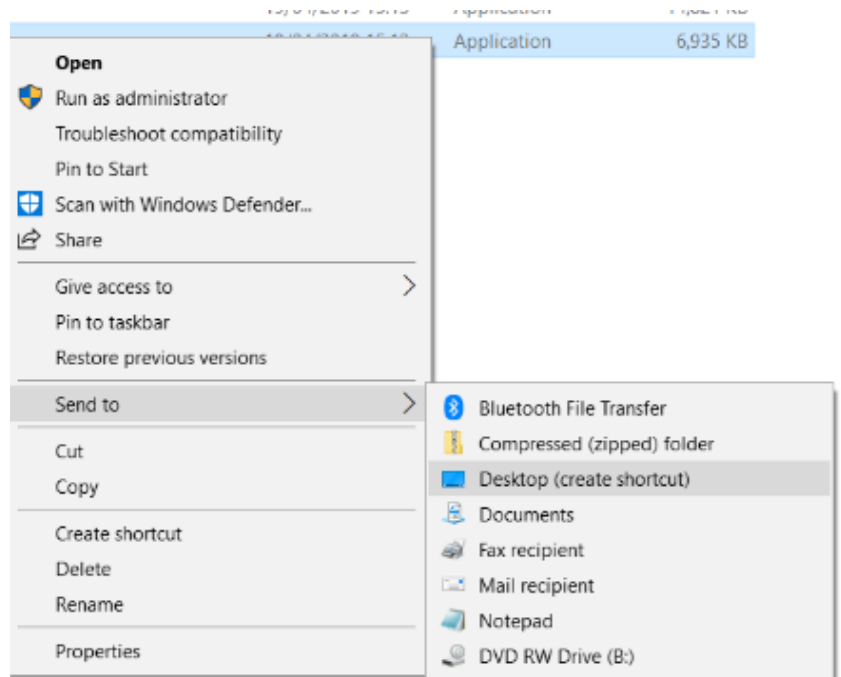 Application
Application 6,935 KB
Open
Run as administrator
Troubleshoot compatibility
Pin to Start
Scan with Windows Defender...
Share
Give access to
Pin to taskbar
Restore previous versions
Send to
Cut
Copy
Create shortcut
Delete
Rename
Properties
Bluetooth File Transfer
Compressed (zipped) folder
Desktop (create shortcut)
Documents
Fax recipient
Mail recipient
Notepad
DVD RW Drive (B:)